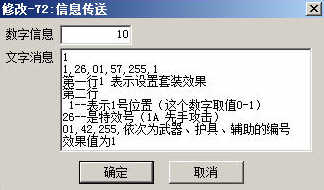 修改-72:信息传送
数字信息 10
文字消息
1
1,26,01,57,255,1
第一行1 表示设置套装效果
第二行
1--表示1号位置（这个数字取值0-1)
26--是特效号（1A 先手攻击）
01,42,255,依次为武器、护具、辅助的编号
效果值为1
确定
取消